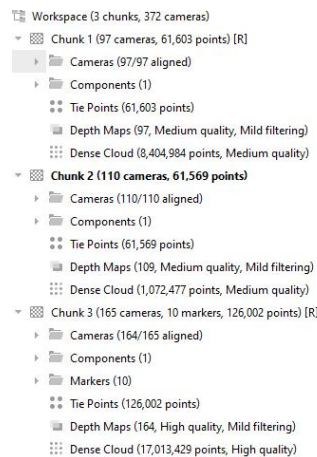 Workspace (3 chunks, 372 cameras)
Chunk 1 (97 cameras, 61,603 points) [R]
Cameras (97/97 aligned)
Components (1)
Tie Points (61,603 points)
Depth Maps (97, Medium quality, Mild filtering)
Dense Cloud (8,404,984 points, Medium quality)
Chunk 2 (110 cameras, 61,569 points)
Cameras (110/110 aligned)
Components (1)
Tie Points (61,569 points)
Depth Maps (109, Medium quality, Mild filtering)
Dense Cloud (1,072,477 points, Medium quality)
Chunk 3 (165 cameras, 10 markers, 126,002 points) [R]
Cameras (164/165 aligned)
Components (1)
Markers (10)
Tie Points (126,002 points)
Depth Maps (164, High quality, Mild filtering)
Dense Cloud (17,013,429 points, High quality)